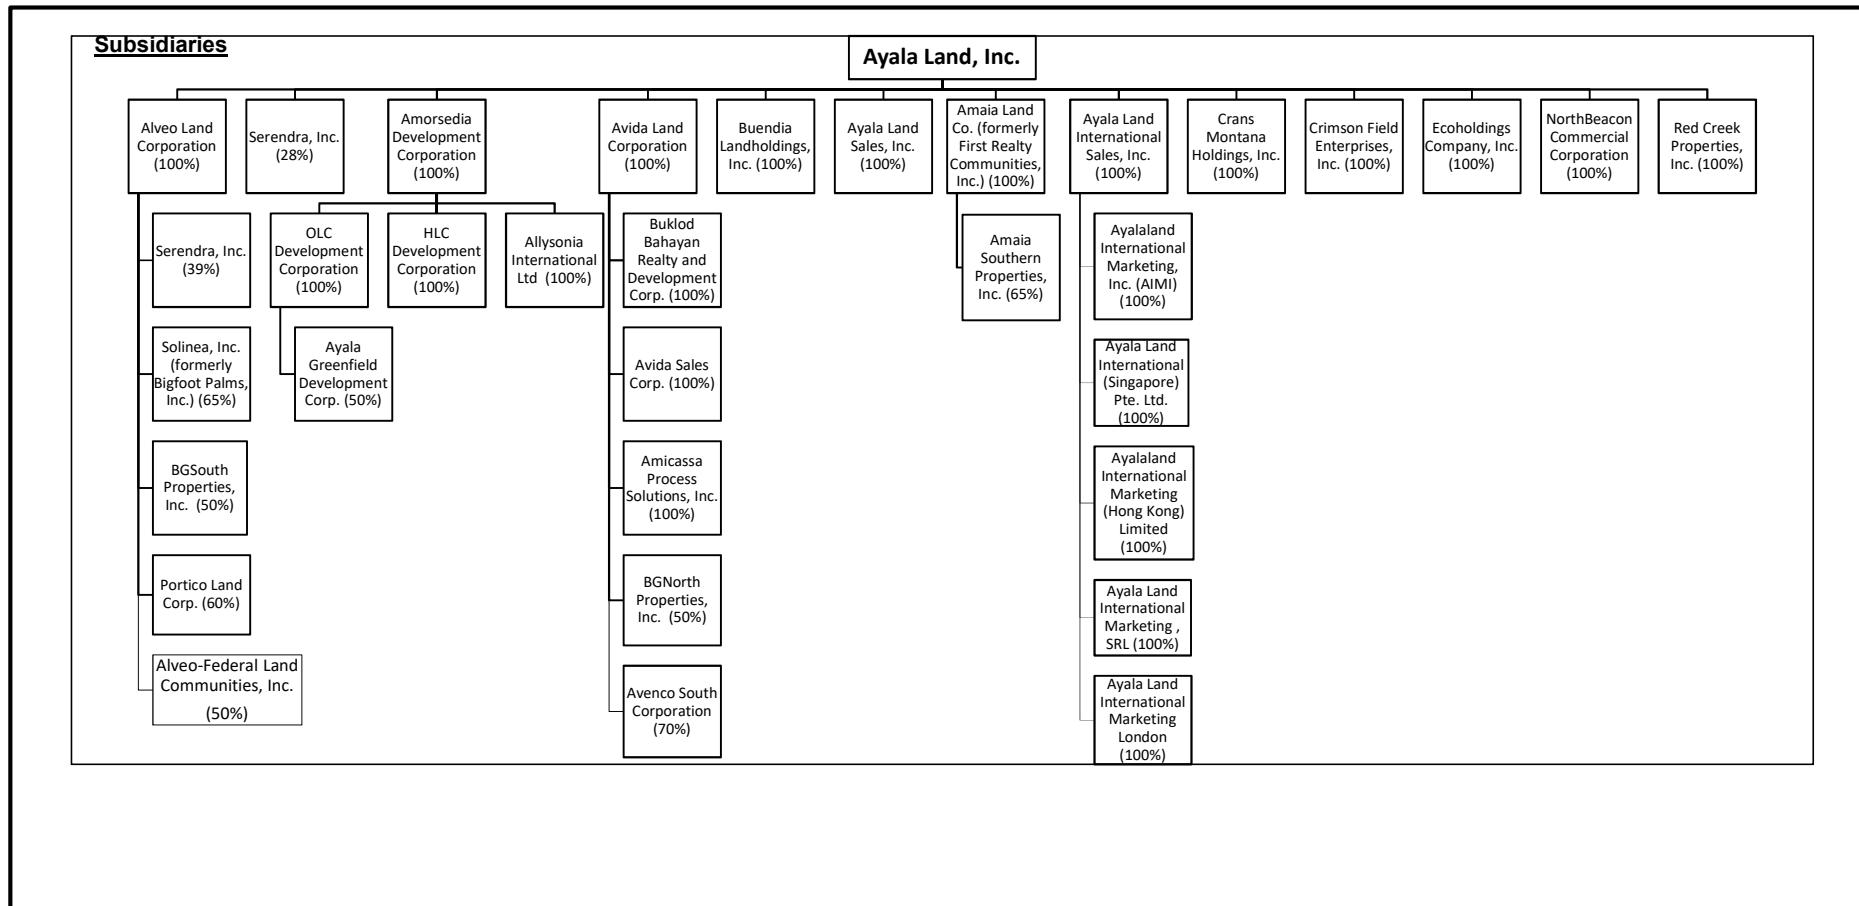 Subsidiaries
Ayala Land, Inc.
Alveo Land
Corporation
(100%)
Serendra, Inc.
(28%)
Amorsedia
Development
Corporation
(100%)
Avida Land
Corporation
(100%)
Buendia
Landholdings,
Inc. (100%)
Ayala Land
Sales, Inc.
(100%)
Amaia Land
Co. (formerly
First Realty
Communities,
Inc.) (100%)
Ayala Land
International
Sales, Inc.
(100%)
Crans
Montana
Holdings, Inc.
(100%)
Crimson Field
Enterprises,
Inc. (100%)
Ecoholdings
Company, Inc.
(100%)
NorthBeacon
Commercial
Corporation
(100%)
Red Creek
Properties,
Inc. (100%)
Serendra, Inc.
(39%)
Solinea, Inc.
(formerly
Bigfoot Palms,
Inc.) (65%)
BGSouth
Properties,
Inc. (50%)
Portico Land
Corp. (60%)
Alveo-Federal Land
Communities, Inc.
(50%)
OLC
Development
Corporation
(100%)
Ayala
Greenfield
Development
Corp. (50%)
HLC
Development
Corporation
(100%)
Allysonia
International
Ltd (100%)
Buklod
Bahayan
Realty and
Development
Corp. (100%)
Avida Sales
Corp. (100%)
Amicassa
Process
Solutions, Inc.
(100%)
BGNorth
Properties,
Inc. (50%)
Avenco South
Corporation
(70%)
Amaia
Southern
Properties,
Inc. (65%)
Ayalaland
International
Marketing,
Inc. (AIMI)
(100%)
Ayala Land
International
(Singapore)
Pte. Ltd.
(100%)
Ayalaland
International
Marketing
(Hong Kong)
Limited
(100%)
Ayala Land
International
Marketing ,
SRL (100%)
Ayala Land
International
Marketing
London
(100%)